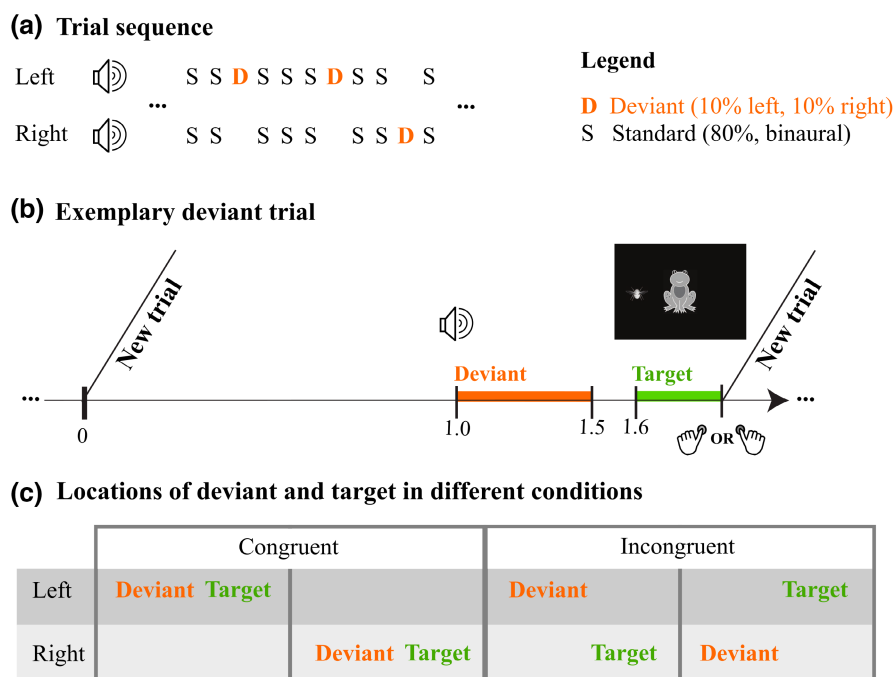 (a) Trial sequence
Left S S D S S S D S S S
... ...
Right S S S S S S S D S
Legend
D Deviant (10% left, 10% right)
S Standard (80%, binaural)
(b) Exemplary deviant trial
New trial
New trial
Deviant
Target
... ...
0
1.0
1.5
1.6
OR
(c) Locations of deviant and target in different conditions
Congruent Incongruent
Left Deviant Target Deviant Target
Right Deviant Target Target Deviant